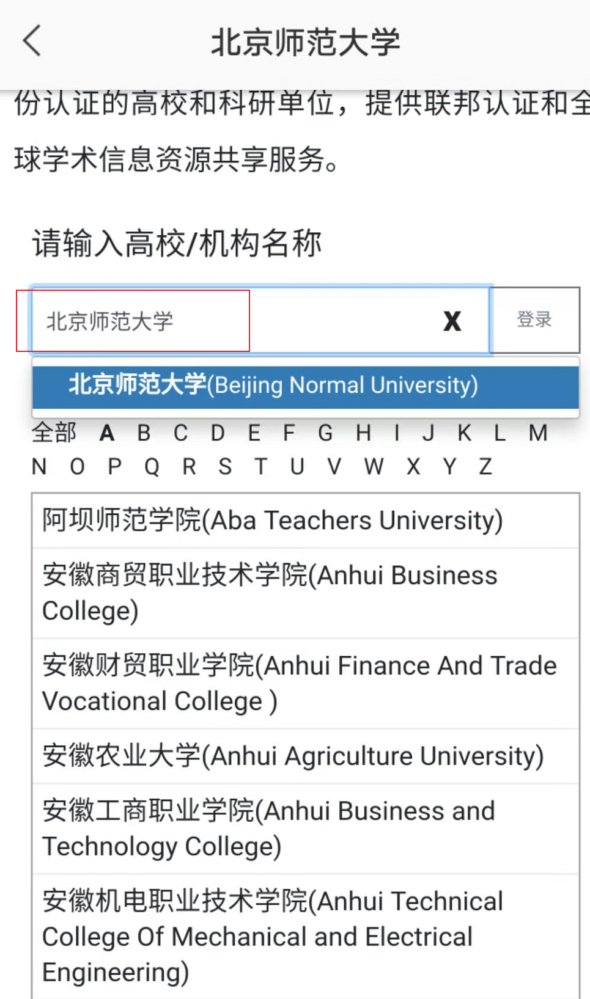 北京师范大学
份认证的高校和科研单位，提供联邦认证和全
球学术信息资源共享服务。
请输入高校/机构名称
北京师范大学 X 登录
北京师范大学(Beijing Normal University)
全部 A B C D E F G H I J K L M
N O P Q R S T U V W X Y Z
阿坝师范学院(Aba Teachers University)
安徽商贸职业技术学院(Anhui Business
College)
安徽财贸职业学院(Anhui Finance And Trade
Vocational College )
安徽农业大学(Anhui Agriculture University)
安徽工商职业学院(Anhui Business and
Technology College)
安徽机电职业技术学院(Anhui Technical
College Of Mechanical and Electrical
Engineering)